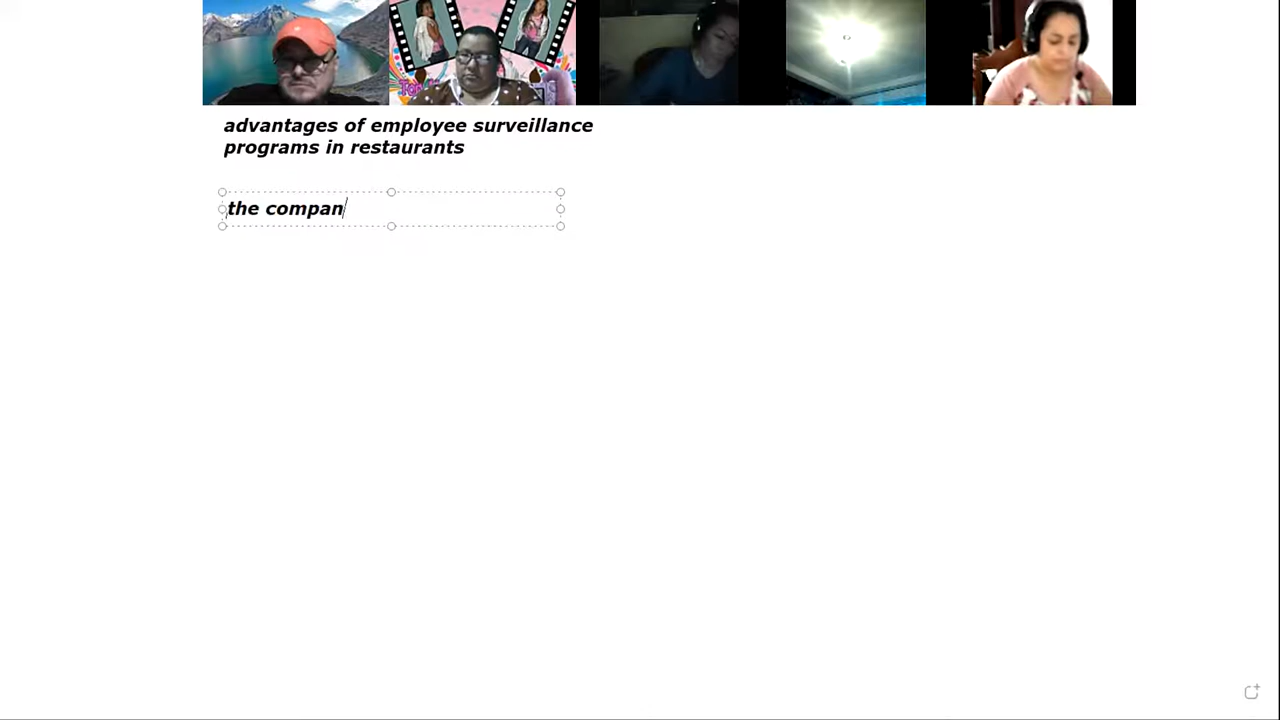 advantages of employee surveillance
programs in restaurants
the compan